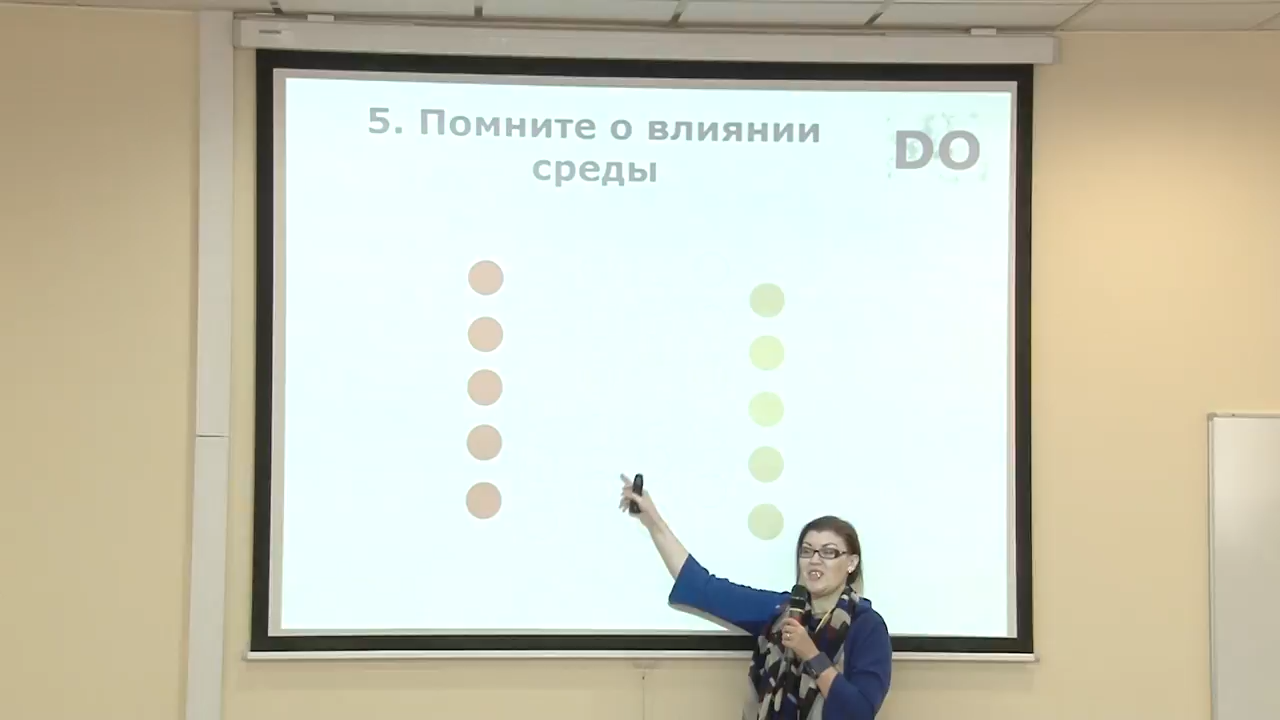 5. Помните о влиянии
среды
DO